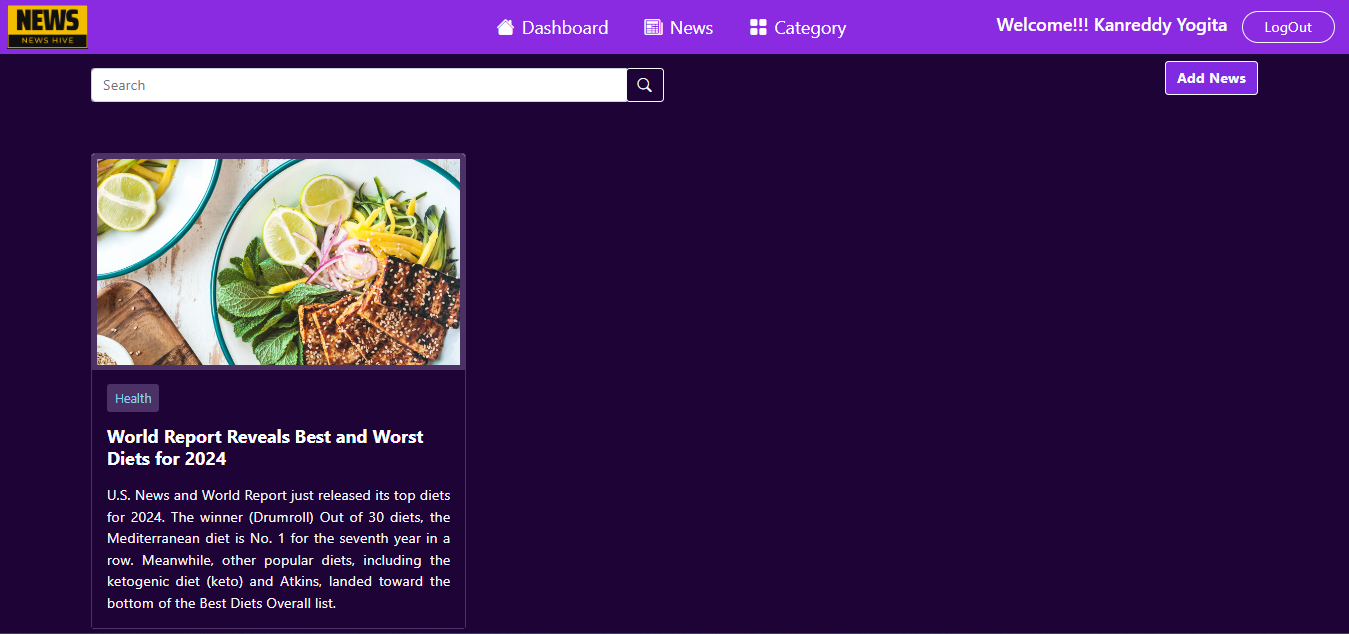 NEWS
NEWS HIVE
Dashboard
News
Category
Welcome!!! Kanreddy Yogita
LogOut
Search
Add News
Health
World Report Reveals Best and Worst
Diets for 2024
U.S. News and World Report just released its top diets
for 2024. The winner (Drumroll) Out of 30 diets, the
Mediterranean diet is No. 1 for the seventh year in a
row. Meanwhile, other popular diets, including the
ketogenic diet (keto) and Atkins, landed toward the
bottom of the Best Diets Overall list.